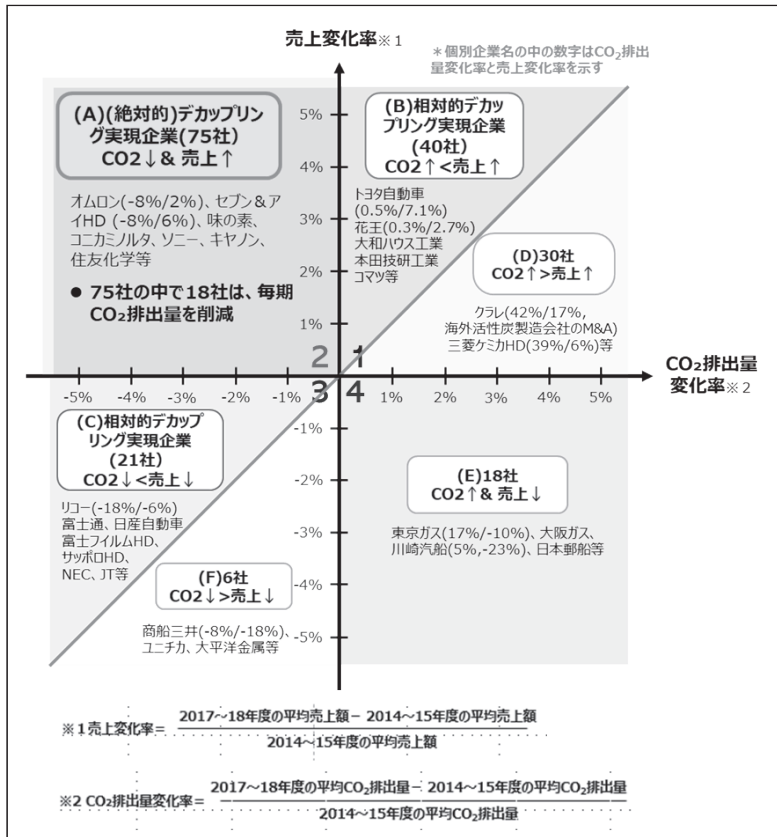 売上変化率※1
＊個別企業名の中の数字はCO₂排出
量変化率と売上変化率を示す
(A)(絶対的)デカップリン
グ実現企業(75社)
CO2↓& 売上↑
オムロン(-8%/2%)、セブン＆ア
イHD (-8%/6%)、味の素、
コニカミノルタ、ソニー、キヤノン、
住友化学等
● 75社の中で18社は、毎期
CO₂排出量を削減
(B)相対的デカッ
プリング実現企業
(40社)
CO2↑<売上↑
トヨタ自動車
(0.5%/7.1%)
花王(0.3%/2.7%)
大和ハウス工業
本田技研工業
コマツ等
(D)30社
CO2↑>売上↑
クラレ(42%/17%,
海外活性炭製造会社のM&A)
三菱ケミカHD(39%/6%)等
5%
4%
3%
2%
1%
2 1
3 4
CO₂排出量
変化率※2
-5% -4% -3% -2% -1% 1% 2% 3% 4% 5%
-1%
-2%
-3%
-4%
-5%
(C)相対的デカップ
リング実現企業
(21社)
CO2↓<売上↓
リコー(-18%/-6%)
富士通、日産自動車
富士フイルムHD、
サッポロHD、
NEC、JT等
(F)6社
CO2↓>売上↓
商船三井(-8%/-18%)、
ユニチカ、大平洋金属等
(E)18社
CO2↑& 売上↓
東京ガス(17%/-10%)、大阪ガス、
川崎汽船(5%,-23%)、日本郵船等
※1売上変化率＝
2017～18年度の平均売上額－ 2014～15年度の平均売上額
2014～15年度の平均売上額
※2 CO₂排出量変化率＝
2017～18年度の平均CO₂排出量－ 2014～15年度の平均CO₂排出量
2014～15年度の平均CO₂排出量